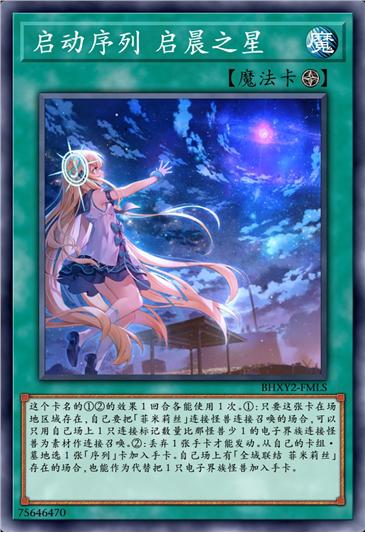 启动序列 启晨之星
魔
【魔法卡】
BHXY2-FMLS
这个卡名的①②的效果1回合各能使用1次。①:只要这张卡在场
地区域存在,自己要把「菲米莉丝」连接怪兽连接召唤的场合,可以
只用自己场上1只连接标记数量比那怪兽少1的电子界族连接怪
兽为素材作连接召唤。②:丢弃1张手卡才能发动。从自己的卡组·
墓地选1张「序列」卡加入手卡。自己场上有「全域联结 菲米莉丝」
存在的场合,也能作为代替把1只电子界族怪兽加入手卡。
75646470